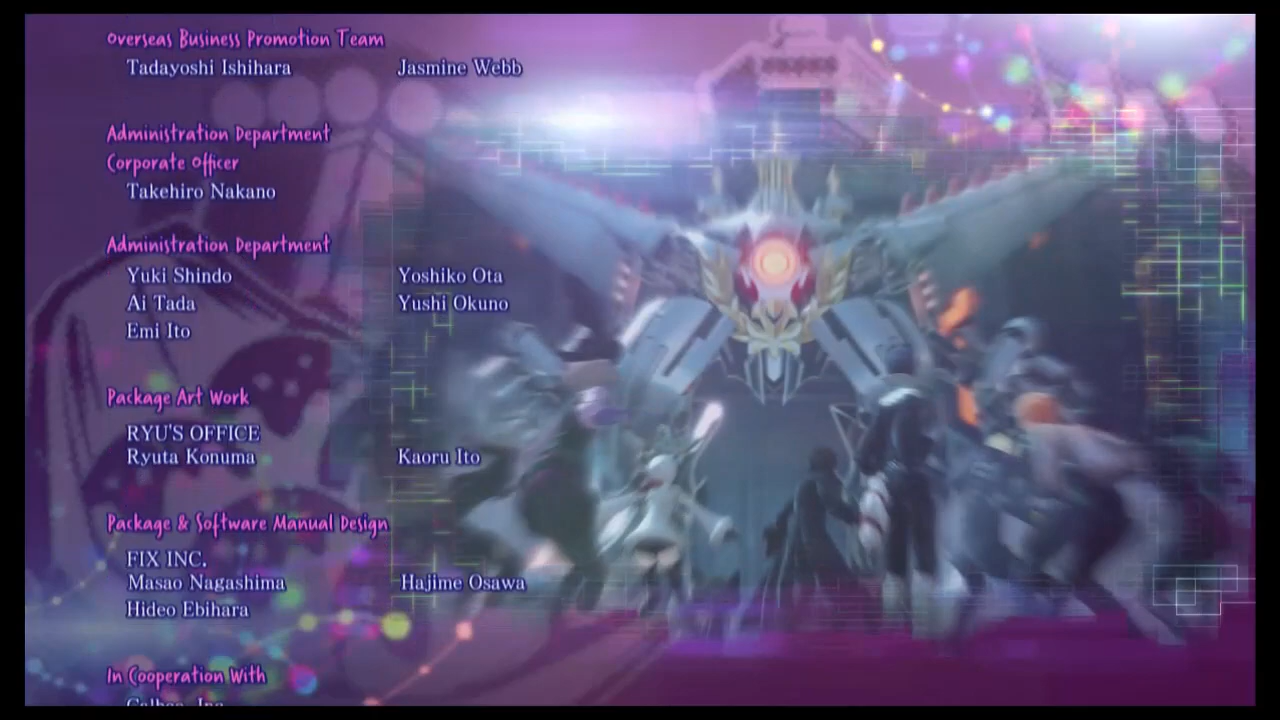 Overseas Business Promotion Team
Tadayoshi Ishihara Jasmine Webb
Administration Department
Corporate Officer
Takehiro Nakano
Administration Department
Yuki Shindo Yoshiko Ota
Ai Tada Yushi Okuno
Emi Ito
Package Art Work
RYU'S OFFICE
Ryuta Konuma Kaoru Ito
Package & Software Manual Design
FIX INC.
Masao Nagashima Hajime Osawa
Hideo Ebihara
In Cooperation With